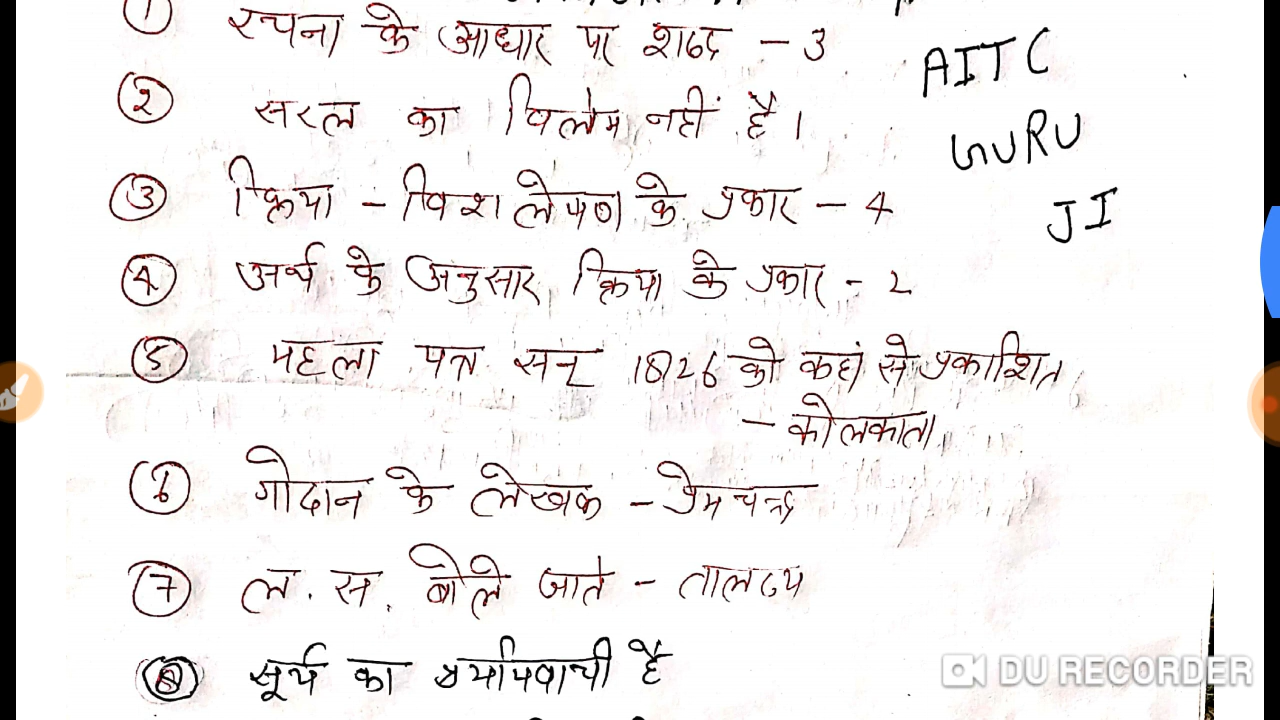 ① रचना के आधार पर शब्द - 3
② सरल का विलोम नहीं है।
③ क्रिया - विश लेषण के प्रकार - 4
④ अर्थ के अनुसार क्रिया के प्रकार - 2
⑤ पहला पत्र सन् 1826 को कहां से प्रकाशित
- कोलकाता
⑥ गोदान के लेखक - प्रेमचन्द्र
⑦ ल. स. बोले जाते - तालव्य
⑧ सूर्य का पर्यायवाची है
AITC
GURU
JI
DU RECORDER